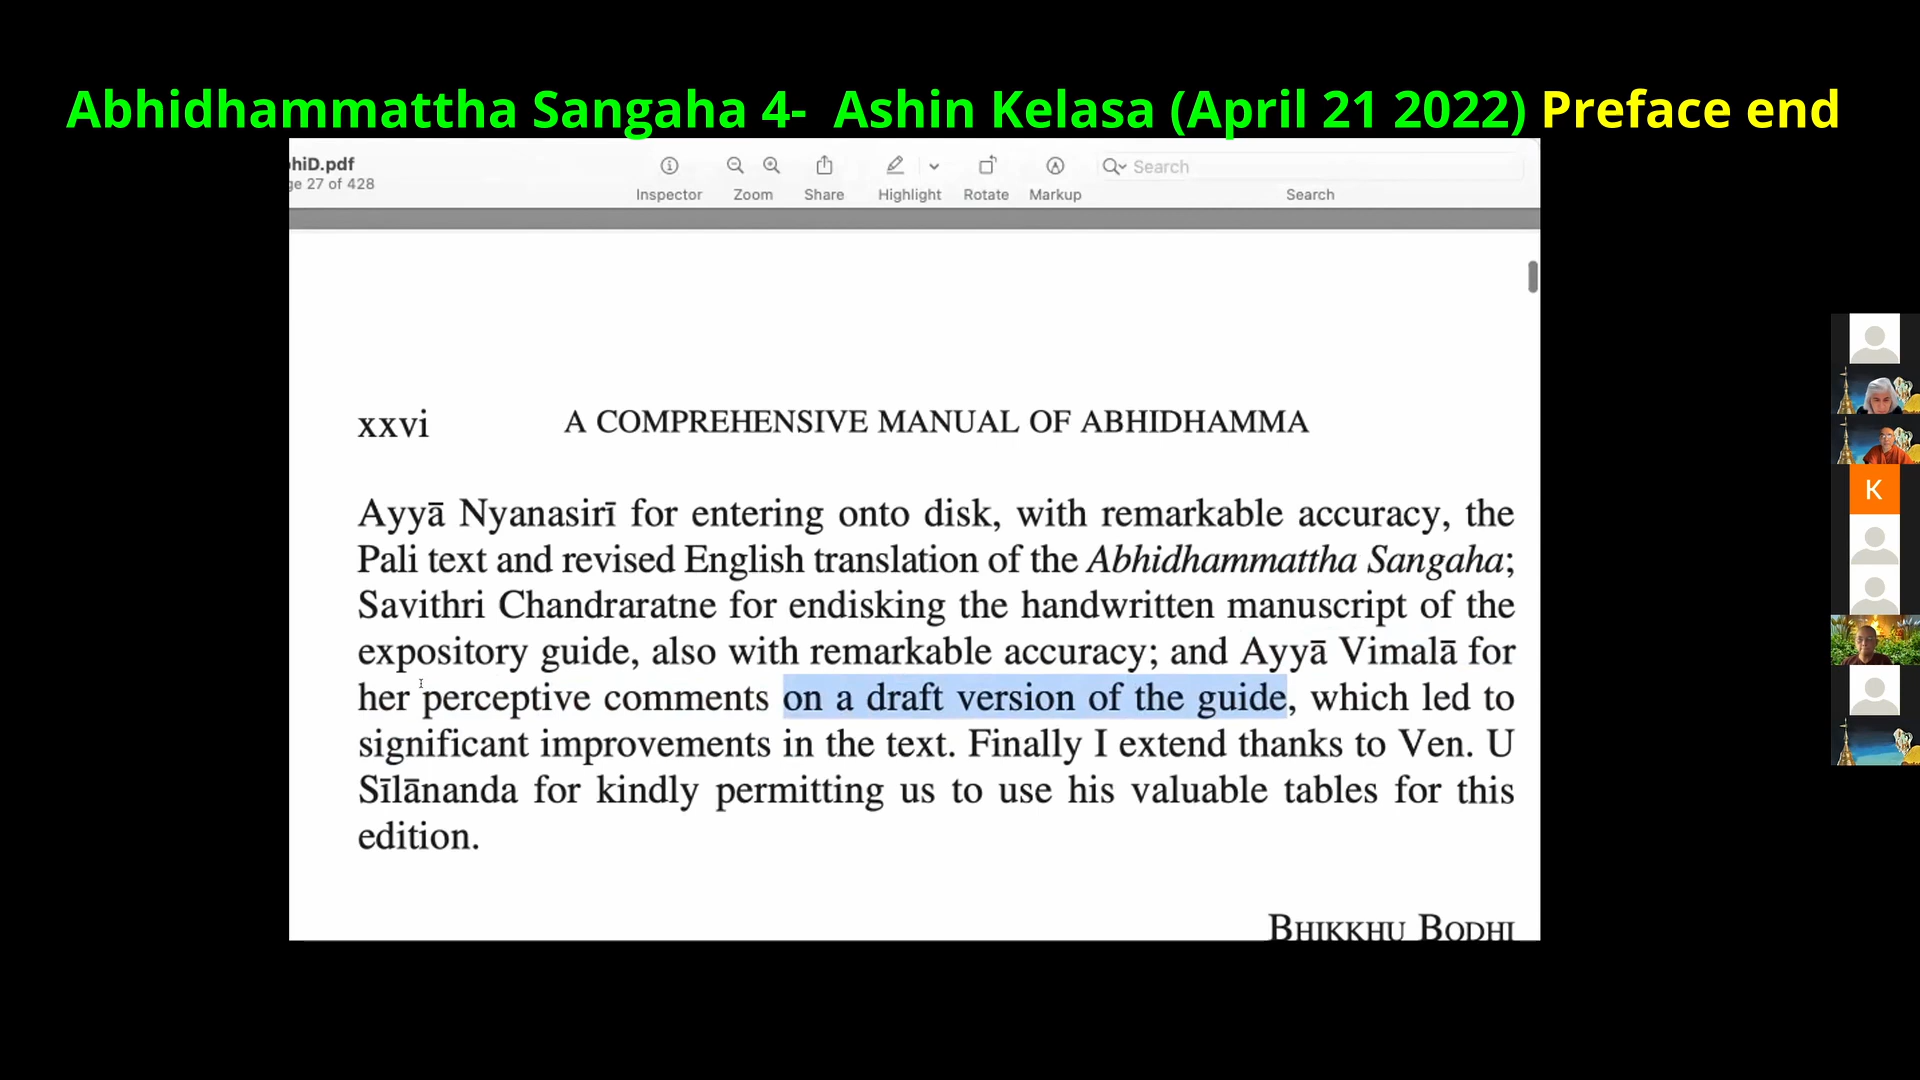 Abhidhammattha Sangaha 4-  Ashin Kelasa (April 21 2022) Preface end
hiD.pdf
ge 27 of 428
Inspector
Zoom
Share
Highlight
Rotate
Markup
Search
Search
xxvi A COMPREHENSIVE MANUAL OF ABHIDHAMMA
Ayyā Nyanasirī for entering onto disk, with remarkable accuracy, the
Pali text and revised English translation of the Abhidhammattha Sangaha;
Savithri Chandraratne for endisking the handwritten manuscript of the
expository guide, also with remarkable accuracy; and Ayyā Vimalā for
her perceptive comments on a draft version of the guide, which led to
significant improvements in the text. Finally I extend thanks to Ven. U
Sīlānanda for kindly permitting us to use his valuable tables for this
edition.
BHIKKHU BODHI
K